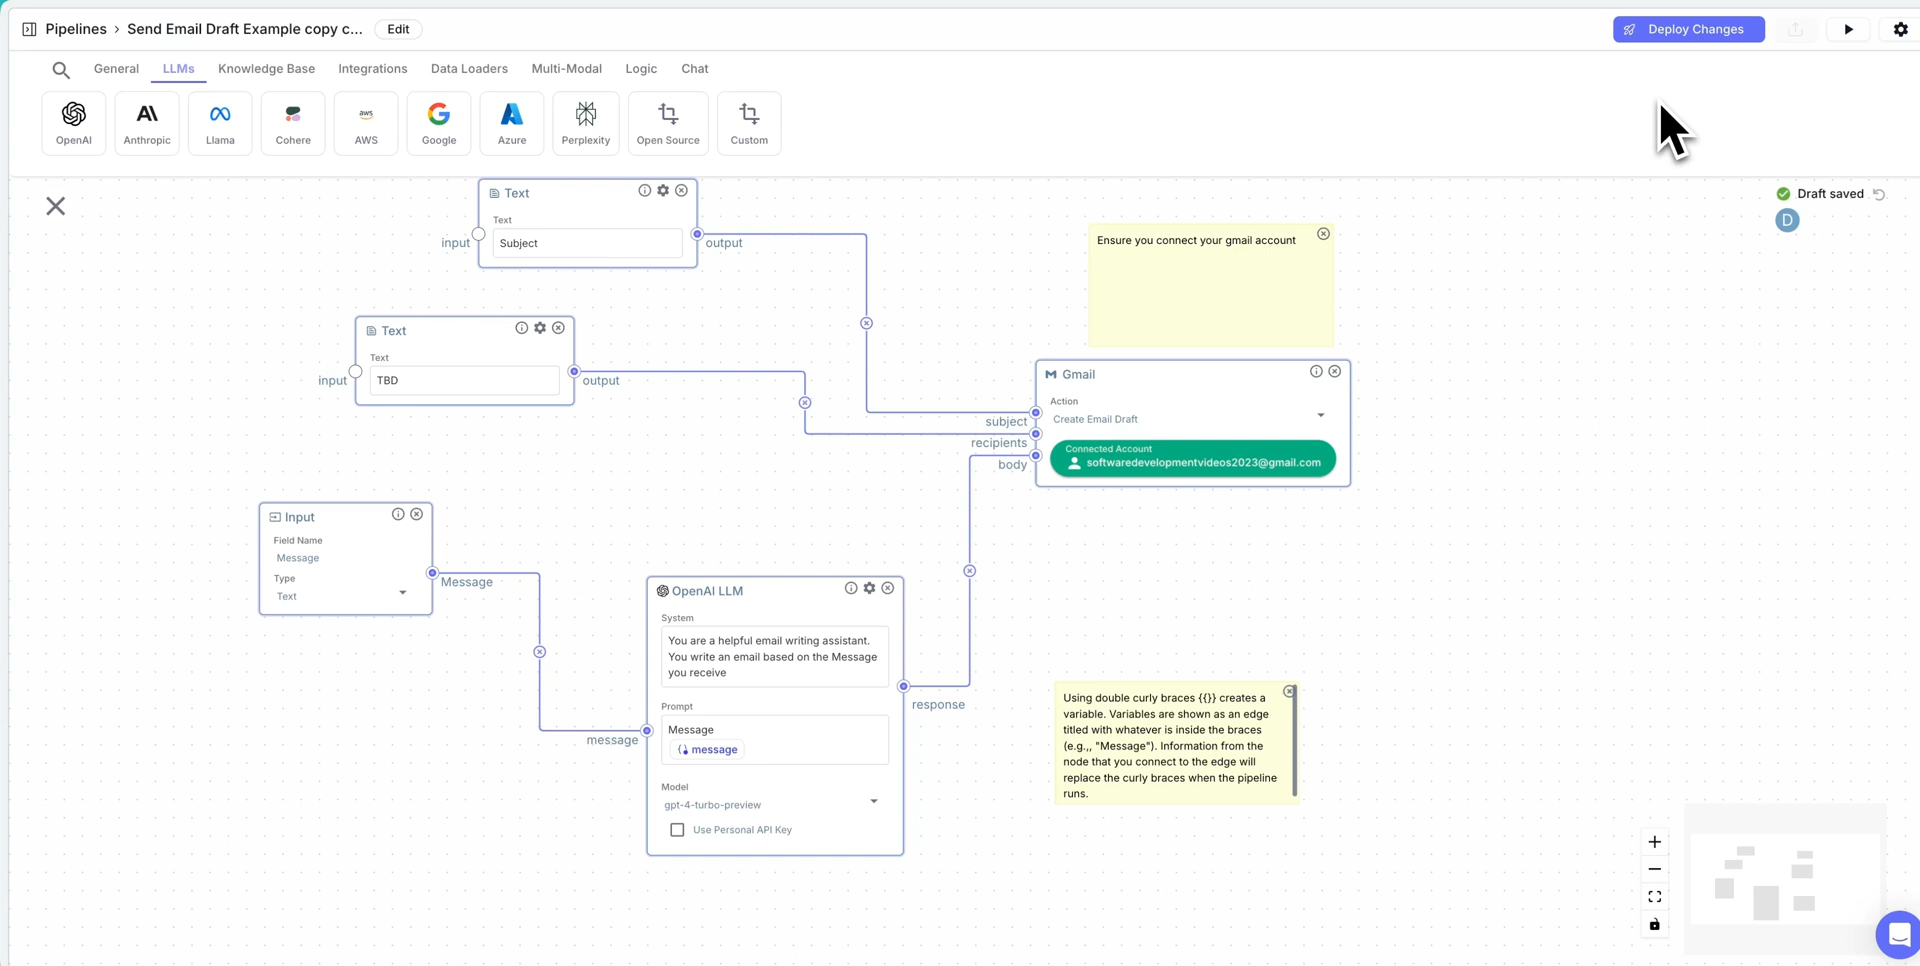 Pipelines › Send Email Draft Example copy c... Edit
Deploy Changes
General LLMs Knowledge Base Integrations Data Loaders Multi-Modal Logic Chat
OpenAI Anthropic Llama Cohere AWS Google Azure Perplexity Open Source Custom
aws
Draft saved
D
Text
Text
input
Subject
output
Ensure you connect your gmail account
Text
Text
input
TBD
output
Gmail
Action
Create Email Draft
subject
recipients
body
Connected Account
softwaredevelopmentvideos2023@gmail.com
Input
Field Name
Message
Type
Text
Message
OpenAI LLM
System
You are a helpful email writing assistant.
You write an email based on the Message
you receive
Prompt
Message
message
message
response
Model
gpt-4-turbo-preview
Use Personal API Key
Using double curly braces {{}} creates a
variable. Variables are shown as an edge
titled with whatever is inside the braces
(e.g.,, "Message"). Information from the
node that you connect to the edge will
replace the curly braces when the pipeline
runs.